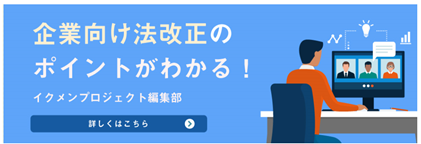 企業向け法改正の
ポイントがわかる！
イクメンプロジェクト編集部
詳しくはこちら